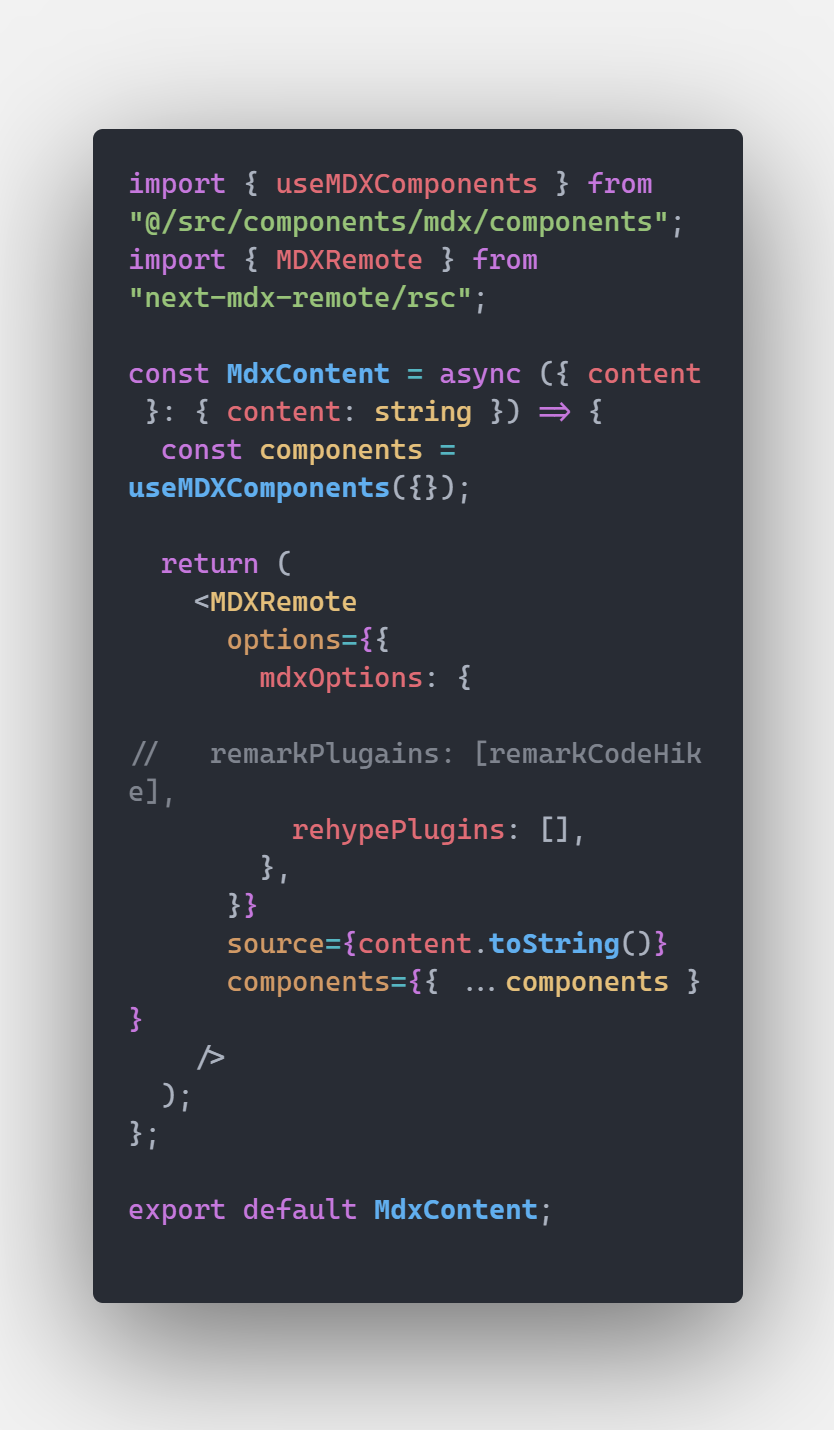 import { useMDXComponents } from
"@/src/components/mdx/components";
import { MDXRemote } from
"next-mdx-remote/rsc";
const MdxContent = async ({ content
 }: { content: string }) => {
  const components =
useMDXComponents({});
  return (
    <MDXRemote
      options={{
        mdxOptions: {
//   remarkPlugains: [remarkCodeHik
e],
          rehypePlugins: [],
        },
      }}
      source={content.toString()}
      components={{ ...components }
}
    />
  );
};
export default MdxContent;